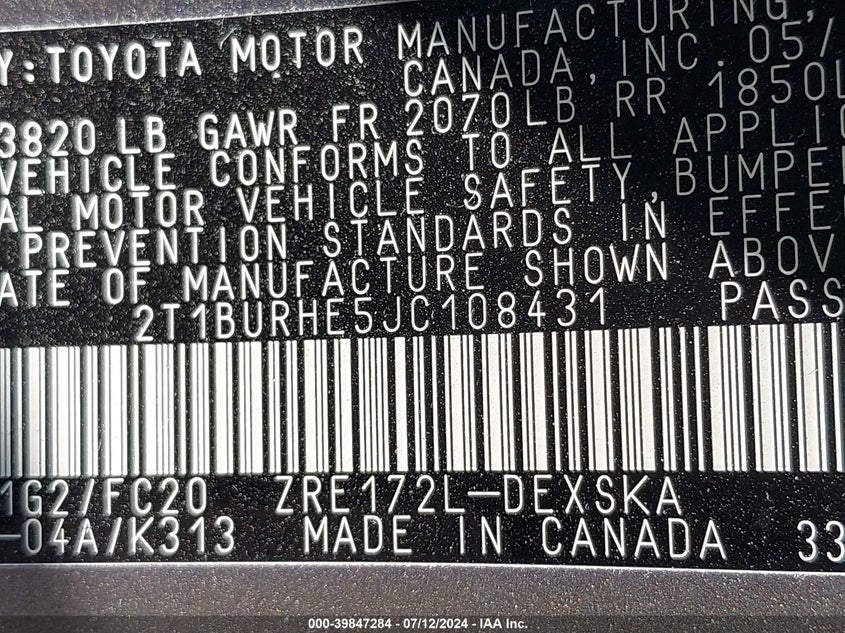 Y: TOYOTA MOTOR MANUFACTURING,
CANADA, INC. 05/
3820 LB GAWR FR 2070LB RR 1850L
VEHICLE CONFORMS TO ALL APPLIC
AL MOTOR VEHICLE SAFETY, BUMPE
PREVENTION STANDARDS IN EFFE
ATE OF MANUFACTURE SHOWN ABOV
2T1BURHE5JC108431 PASS
1G2/FC20 ZRE172L-DEXSKA
-04A/K313 MADE IN CANADA 33
000-39847284 - 07/12/2024 - IAA Inc.